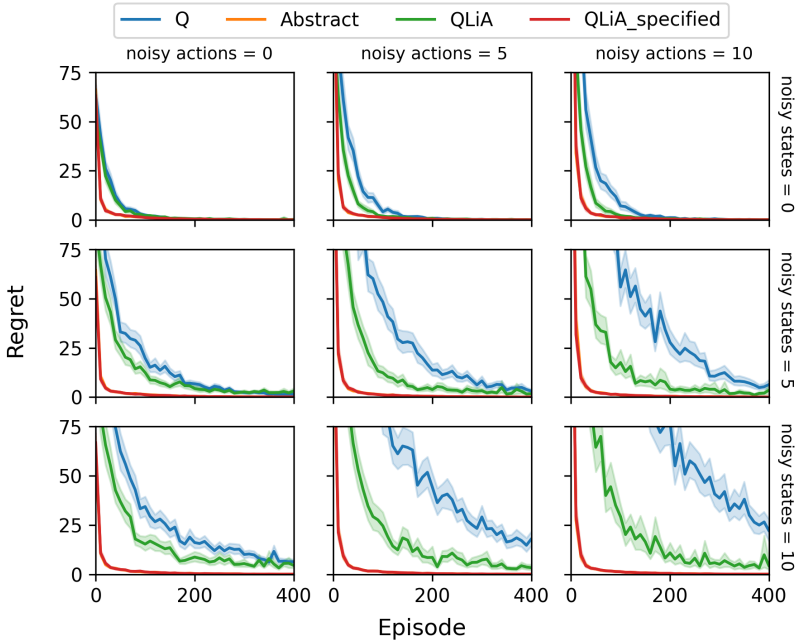 Q Abstract QLiA QLiA_specified
noisy actions = 0 noisy actions = 5 noisy actions = 10
75
50
25
0
noisy states = 0
75
50
25
0
noisy states = 5
Regret
75
50
25
0
noisy states = 10
0 200 400 0 200 400 0 200 400
Episode